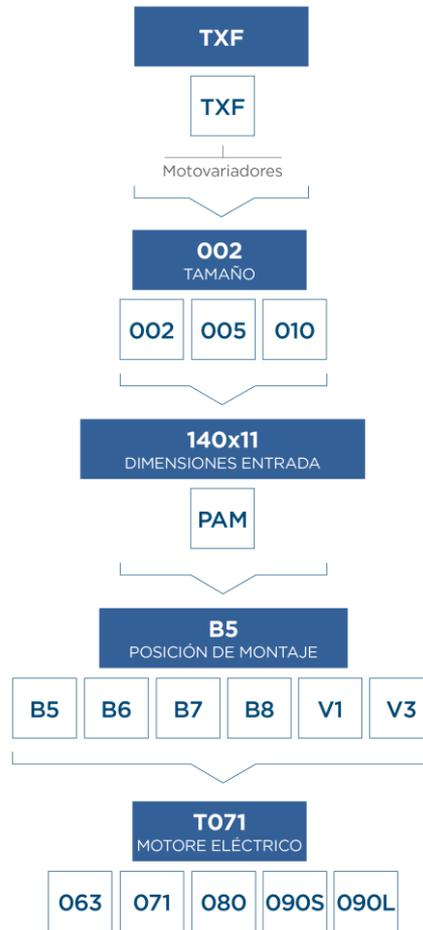 TXF
TXF
Motovariadores
002
TAMAÑO
002 005 010
140x11
DIMENSIONES ENTRADA
PAM
B5
POSICIÓN DE MONTAJE
B5 B6 B7 B8 V1 V3
T071
MOTORE ELÉCTRICO
063 071 080 090S 090L